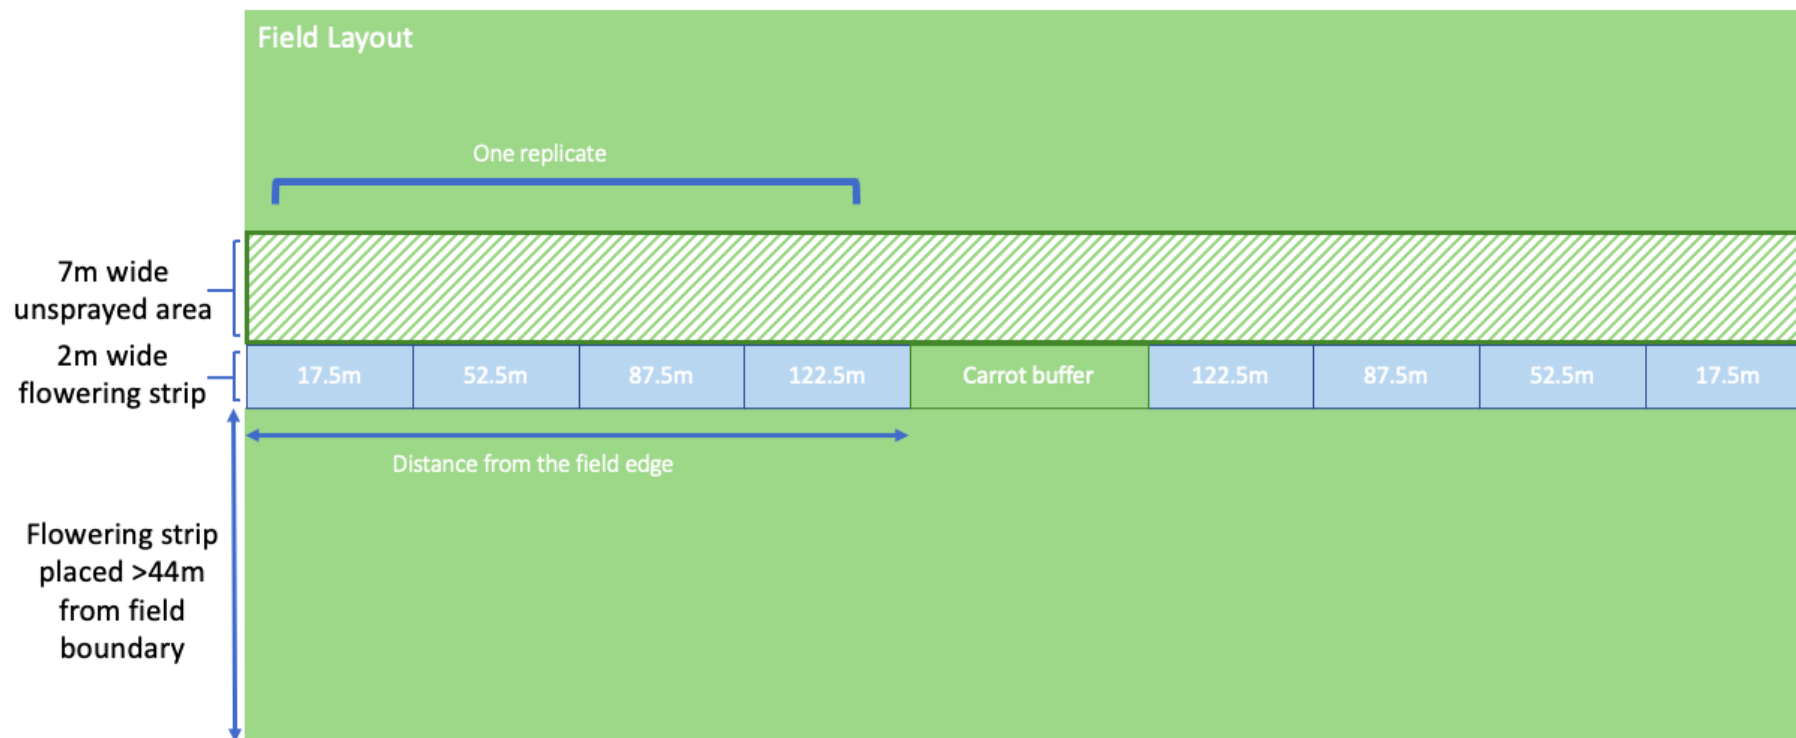 Field Layout
One replicate
7m wide
unsprayed area
2m wide
flowering strip
17.5m
52.5m
87.5m
122.5m
Carrot buffer
122.5m
87.5m
52.5m
17.5m
Distance from the field edge
Flowering strip
placed >44m
from field
boundary